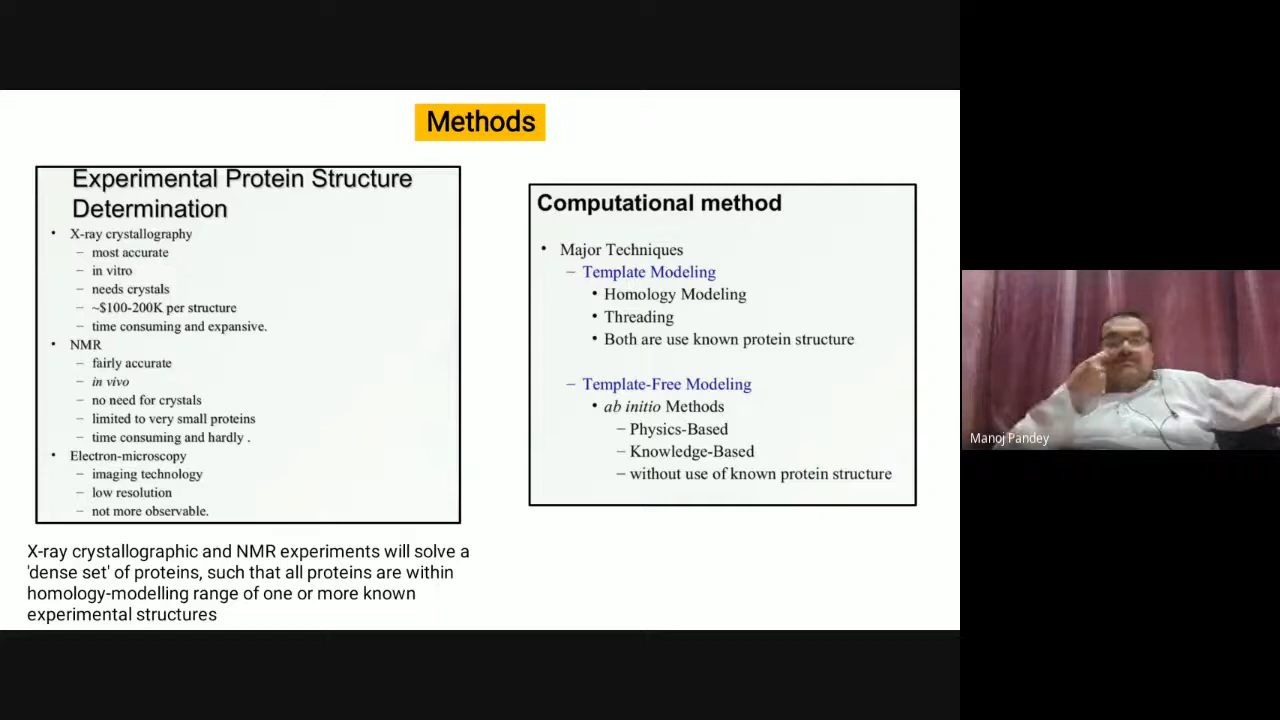 Methods
Experimental Protein Structure
Determination
• X-ray crystallography
– most accurate
– in vitro
– needs crystals
– ~$100-200K per structure
– time consuming and expansive.
• NMR
– fairly accurate
– in vivo
– no need for crystals
– limited to very small proteins
– time consuming and hardly .
• Electron-microscopy
– imaging technology
– low resolution
– not more observable.
X-ray crystallographic and NMR experiments will solve a
'dense set' of proteins, such that all proteins are within
homology-modelling range of one or more known
experimental structures
Computational method
• Major Techniques
– Template Modeling
• Homology Modeling
• Threading
• Both are use known protein structure
– Template-Free Modeling
• ab initio Methods
– Physics-Based
– Knowledge-Based
– without use of known protein structure
Manoj Pandey